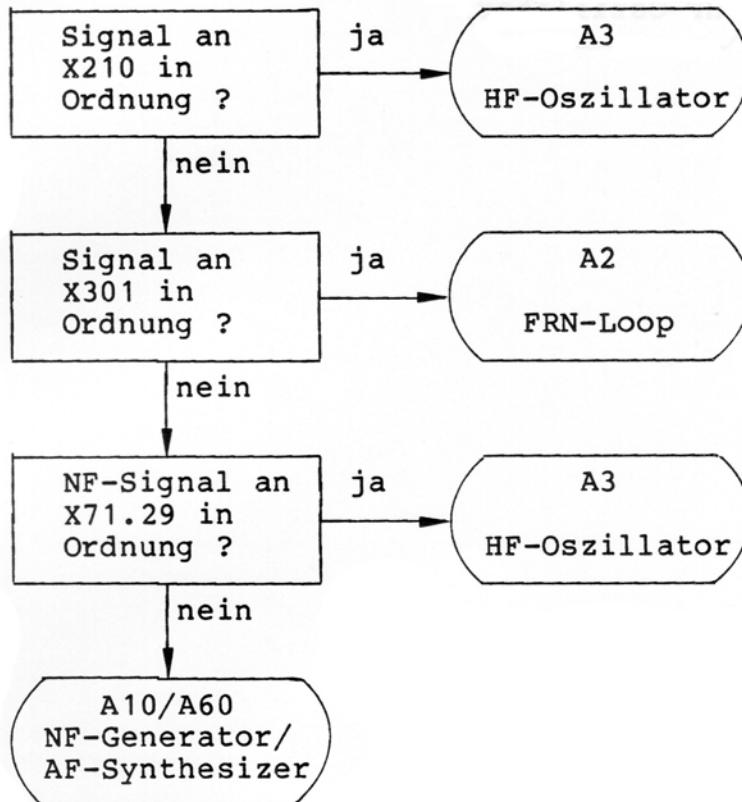 Signal an
X210 in
Ordnung ?
ja
A3
HF-Oszillator
nein
Signal an
X301 in
Ordnung ?
ja
A2
FRN-Loop
nein
NF-Signal an
X71.29 in
Ordnung ?
ja
A3
HF-Oszillator
nein
A10/A60
NF-Generator/
AF-Synthesizer